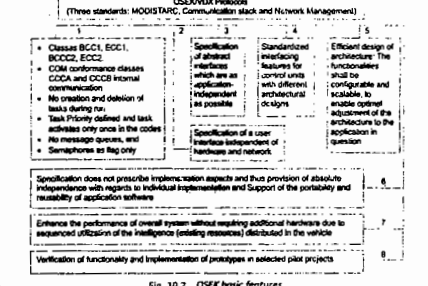 OSEK/VDX Protocols
(Three standards: MODISTARC, Communication stack and Network Management)
1
2
3
4
5
• Classes BCC1, ECC1,
BCCC2, ECC2.
• COM conformance classes
CCCA and CCCB internal
communication
• No creation and deletion of
tasks during run.
• Task Priority defined and task
activates only once in the codes
• No message queues, and
• Semaphores as flag only
Specification
of abstract
interfaces
which are as
application-
independent
as possible
Standardized
interfacing
features for
control units
with different
architectural
designs
Efficient design of
architecture: The
functionalities
shall be
configurable and
scalable, to
enable optimal
adjustment of the
architecture to the
application in
question
Specification of a user
interface independent of
hardware and network
Specification does not prescribe implementation aspects and thus provision of absolute
independence with regards to individual implementation and Support of the portability and
reusability of application software
6
Enhance the performance of overall system without requiring additional hardware due to
sequenced utilization of the intelligence (existing resources) distributed in the vehicle
7
Verification of functionality and implementation of prototypes in selected pilot projects
8
Fig. 10.2 OSEK basic features